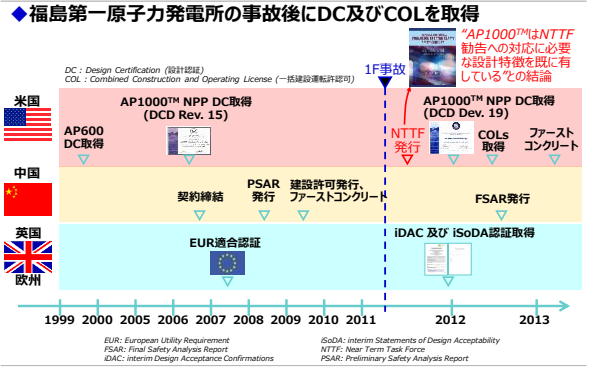 ◆福島第一原子力発電所の事故後にDC及びCOLを取得
"AP1000TMはNTTF
勧告への対応に必要
な設計特徴を既に有
している"との結論
DC : Design Certification (設計認証)
COL : Combined Construction and Operating License (一括建設運転許可)
1F事故
米国
AP600
DC取得
AP1000TM NPP DC取得
(DCD Rev. 15)
NTTF
発行
AP1000TM NPP DC取得
(DCD Dev. 19)
COLs
取得
ファースト
コンクリート
中国
契約締結
PSAR
発行
建設許可発行、
ファーストコンクリート
FSAR発行
英国
欧州
EUR適合認証
iDAC 及び iSoDA認証取得
1999 2000 2005 2006 2007 2008 2009 2010 2011 2012 2013
EUR: European Utility Requirement
FSAR: Final Safety Analysis Report
iDAC: interim Design Acceptance Confirmations
iSoDA: interim Statements of Design Acceptability
NTTF: Near Term Task Force
PSAR: Preliminary Safety Analysis Report